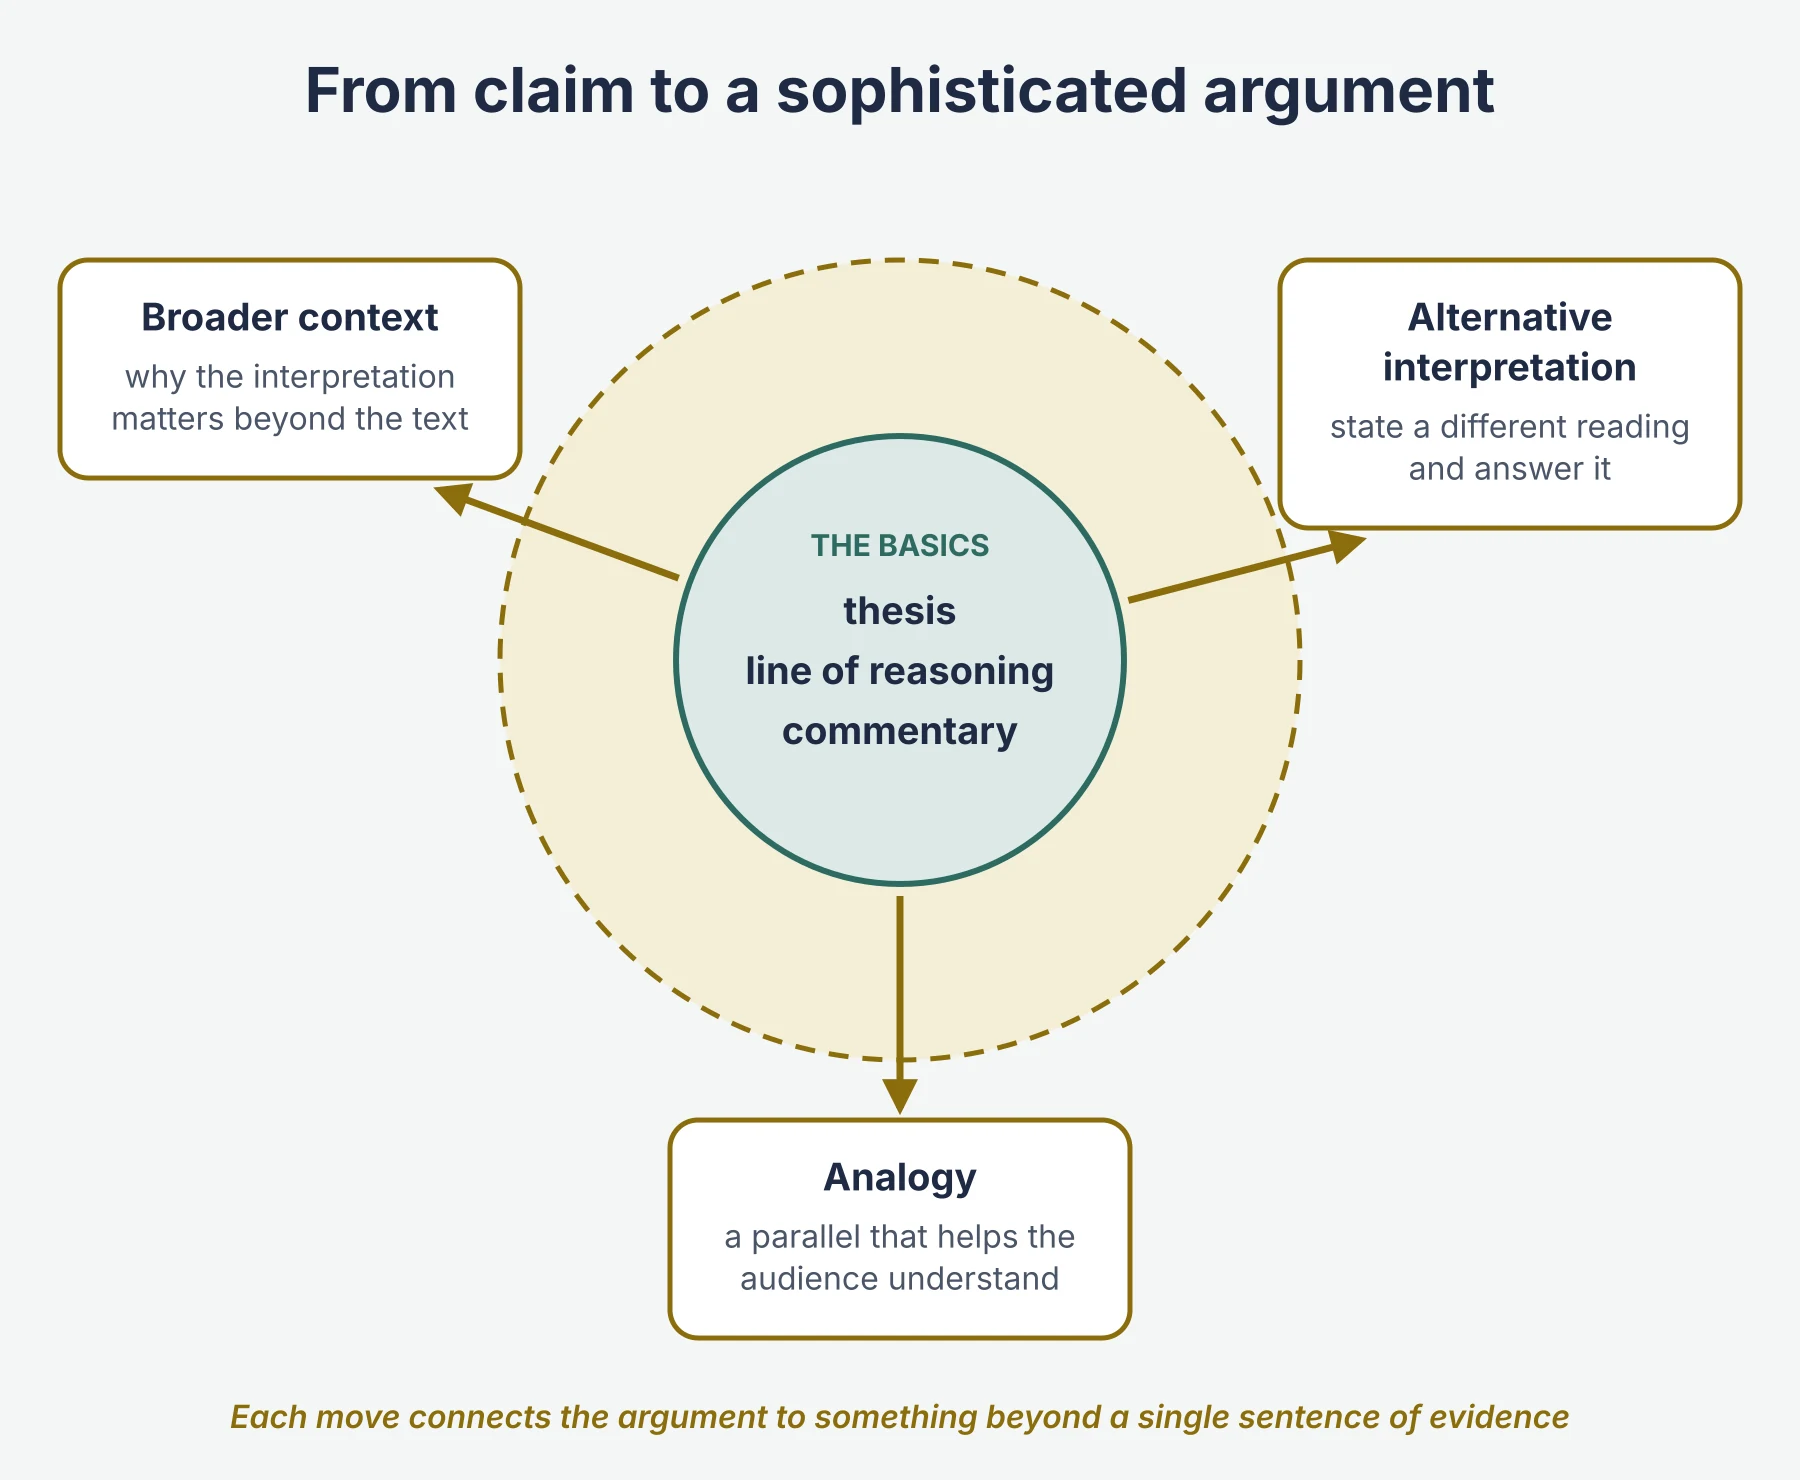 From claim to a sophisticated argument
Broader context
why the interpretation
matters beyond the text
Alternative
interpretation
state a different reading
and answer it
THE BASICS
thesis
line of reasoning
commentary
Analogy
a parallel that helps the
audience understand
Each move connects the argument to something beyond a single sentence of evidence